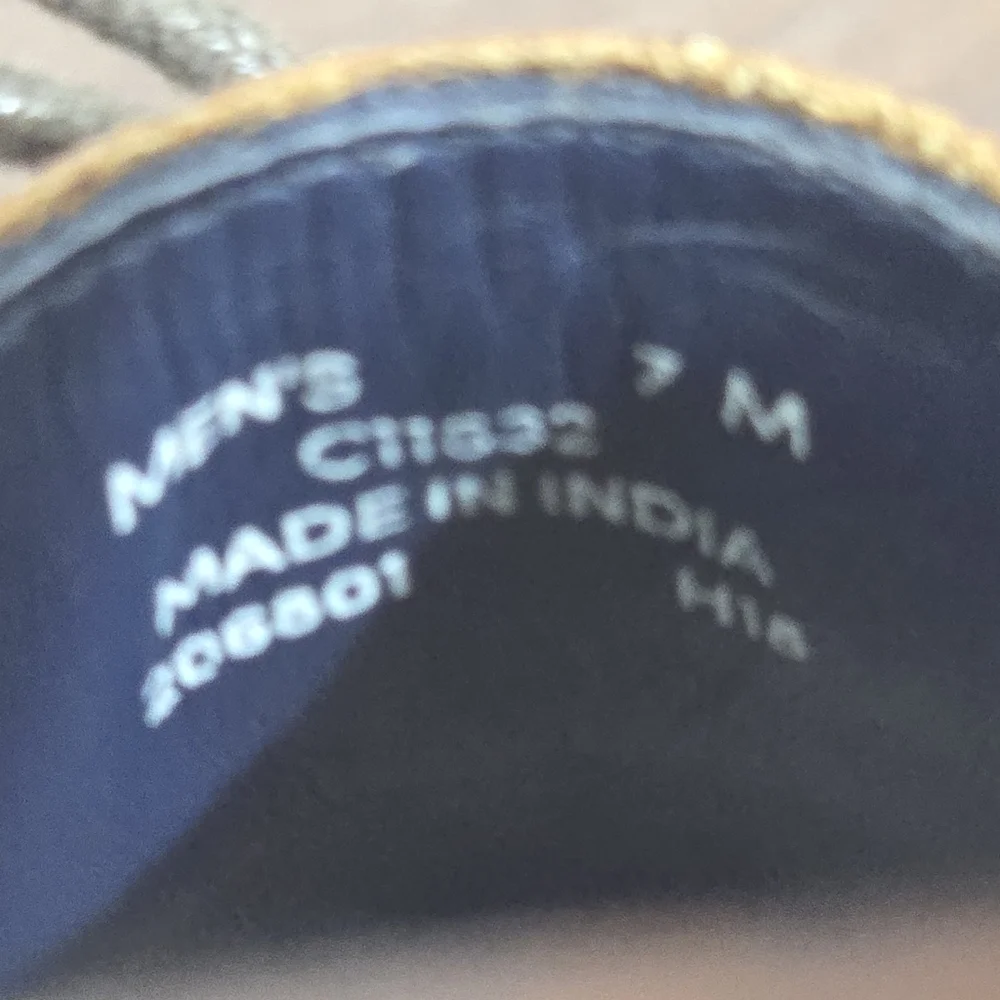 MEN'S 7 M
C11632
MADE IN INDIA
206801 H16